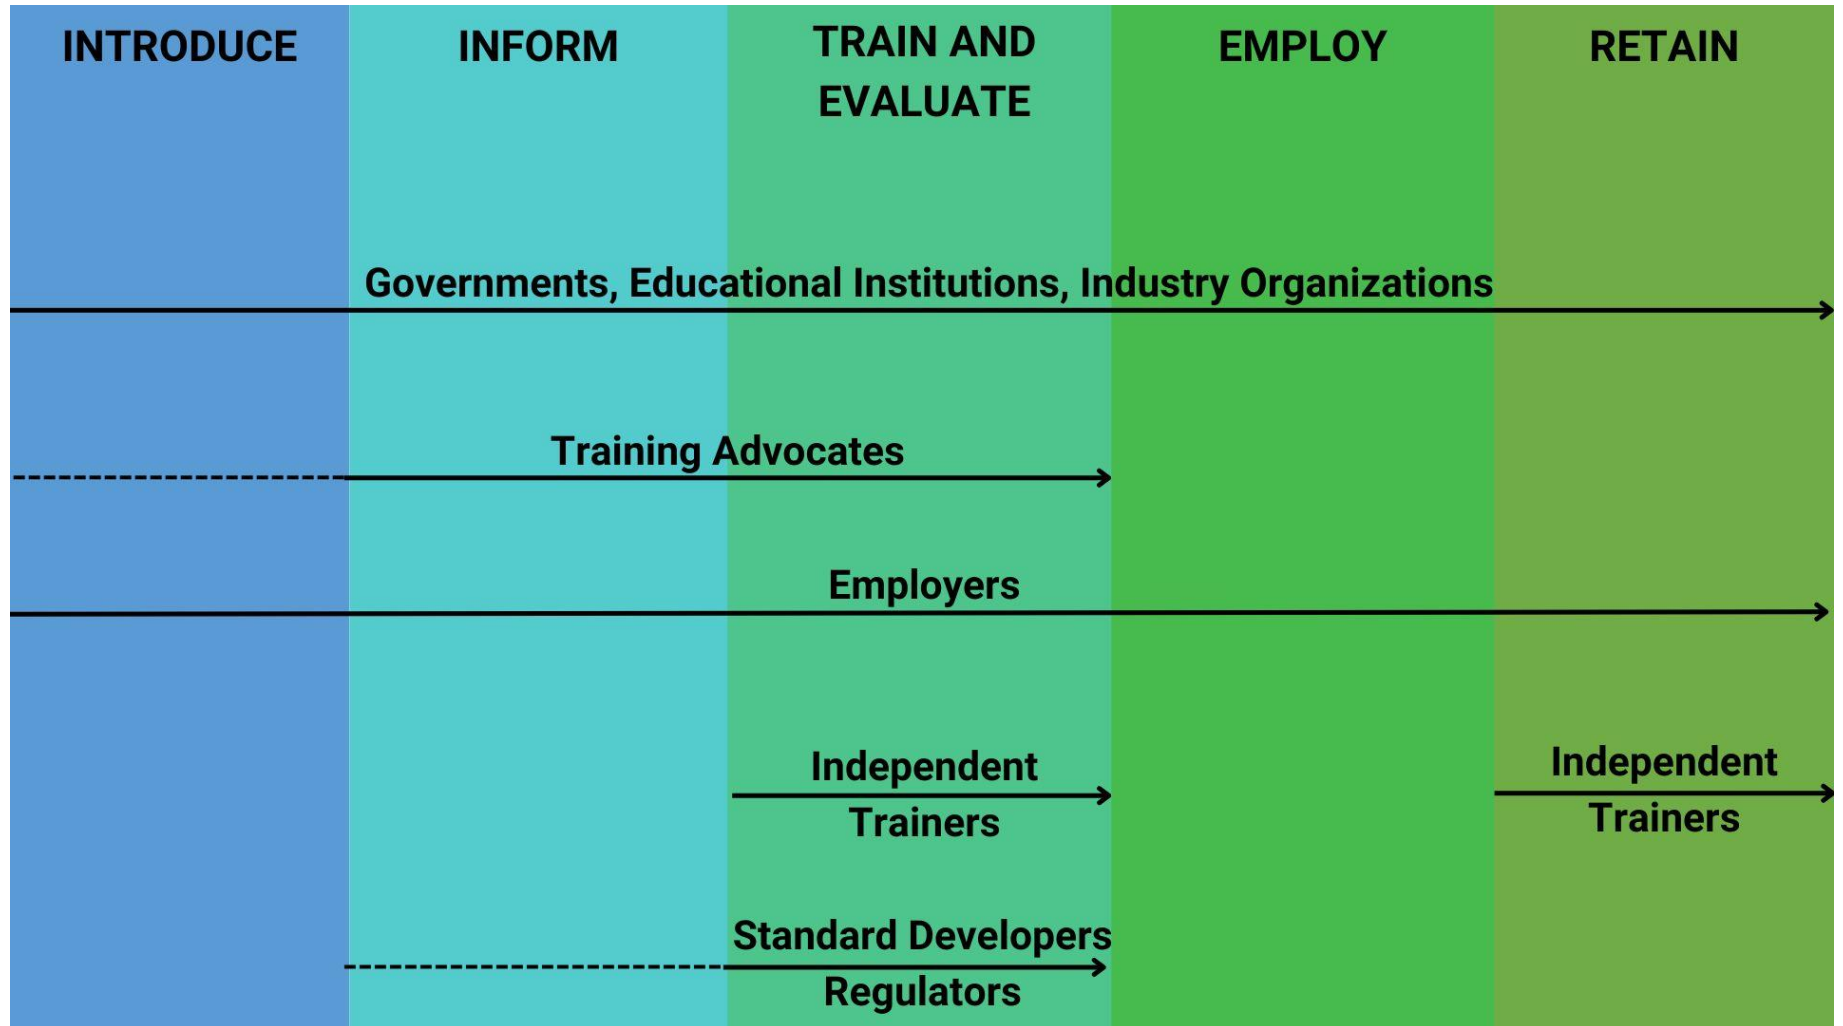 INTRODUCE
INFORM
TRAIN AND
EVALUATE
EMPLOY
RETAIN
Governments, Educational Institutions, Industry Organizations
Training Advocates
Employers
Independent
Trainers
Independent
Trainers
Standard Developers
Regulators